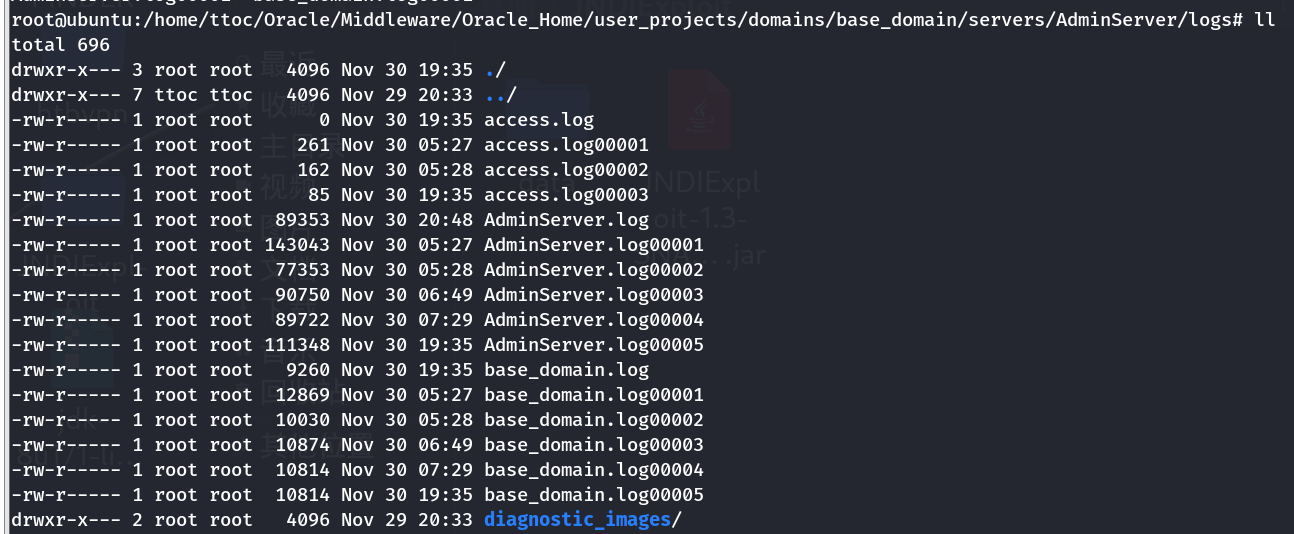 root@ubuntu:/home/ttoc/Oracle/Middleware/Oracle_Home/user_projects/domains/base_domain/servers/AdminServer/logs# ll
total 696
drwxr-x--- 3 root root   4096 Nov 30 19:35 ./
drwxr-x--- 7 ttoc ttoc   4096 Nov 29 20:33 ../
-rw-r----- 1 root root      0 Nov 30 19:35 access.log
-rw-r----- 1 root root    261 Nov 30 05:27 access.log00001
-rw-r----- 1 root root    162 Nov 30 05:28 access.log00002
-rw-r----- 1 root root     85 Nov 30 19:35 access.log00003
-rw-r----- 1 root root  89353 Nov 30 20:48 AdminServer.log
-rw-r----- 1 root root 143043 Nov 30 05:27 AdminServer.log00001
-rw-r----- 1 root root  77353 Nov 30 05:28 AdminServer.log00002
-rw-r----- 1 root root  90750 Nov 30 06:49 AdminServer.log00003
-rw-r----- 1 root root  89722 Nov 30 07:29 AdminServer.log00004
-rw-r----- 1 root root 111348 Nov 30 19:35 AdminServer.log00005
-rw-r----- 1 root root   9260 Nov 30 19:35 base_domain.log
-rw-r----- 1 root root  12869 Nov 30 05:27 base_domain.log00001
-rw-r----- 1 root root  10030 Nov 30 05:28 base_domain.log00002
-rw-r----- 1 root root  10874 Nov 30 06:49 base_domain.log00003
-rw-r----- 1 root root  10814 Nov 30 07:29 base_domain.log00004
-rw-r----- 1 root root  10814 Nov 30 19:35 base_domain.log00005
drwxr-x--- 2 root root   4096 Nov 29 20:33 diagnostic_images/